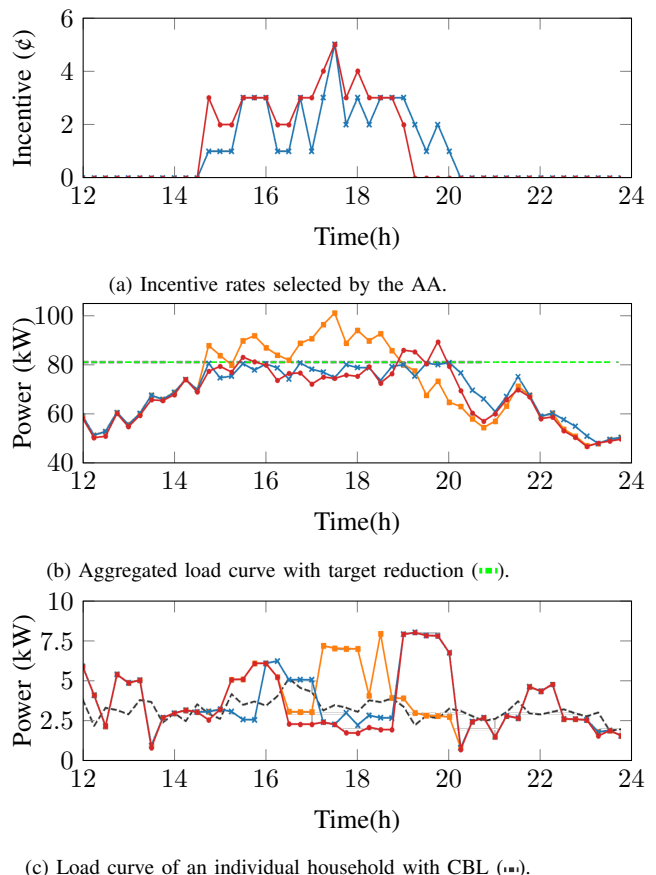 6
4
2
0
Incentive (¢)
12 14 16 18 20 22 24
Time(h)
(a) Incentive rates selected by the AA.
100
80
60
40
Power (kW)
12 14 16 18 20 22 24
Time(h)
(b) Aggregated load curve with target reduction ( ).
10
7.5
5
2.5
0
Power (kW)
12 14 16 18 20 22 24
Time(h)
(c) Load curve of an individual household with CBL ( ).